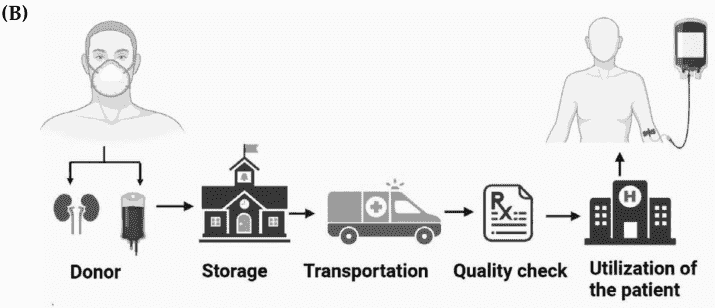 (B)
Donor
Storage
Transportation
Quality check
Utilization of
the patient
Rx
H